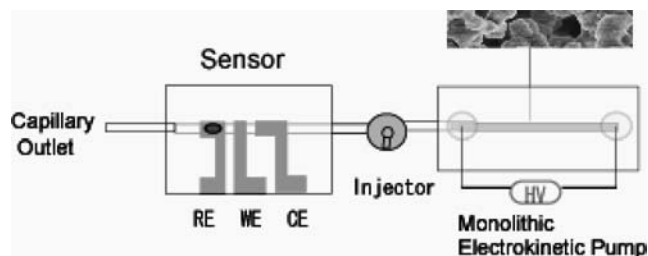 Sensor
Capillary
Outlet
Injector
HV
RE WE CE
Monolithic
Electrokinetic Pump